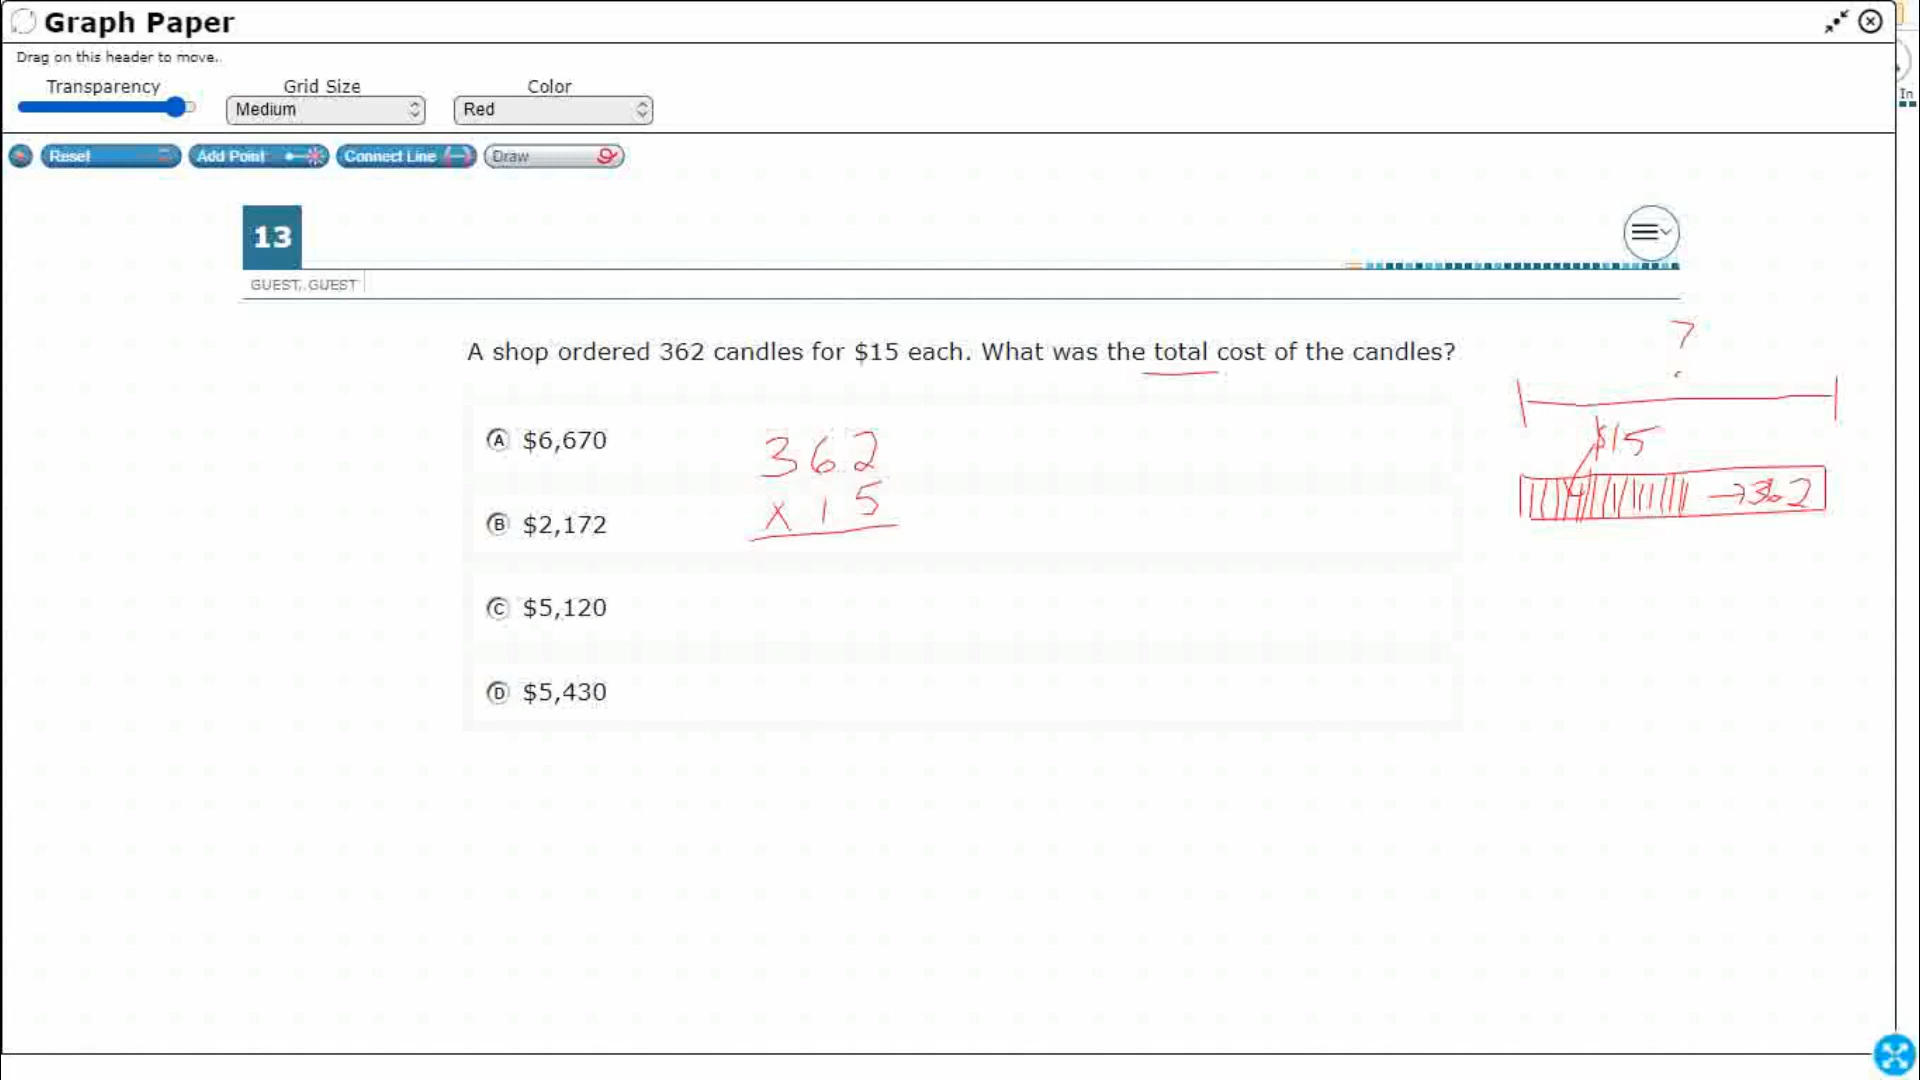 Graph Paper
Drag on this header to move..
Transparency
Grid Size
Color
Medium
Red
Reset
Add Point
Connect Line
Draw
In
13
GUEST, GUEST
A shop ordered 362 candles for $15 each. What was the total cost of the candles?
?
A $6,670
B $2,172
C $5,120
D $5,430
362
x 15
$15
→362